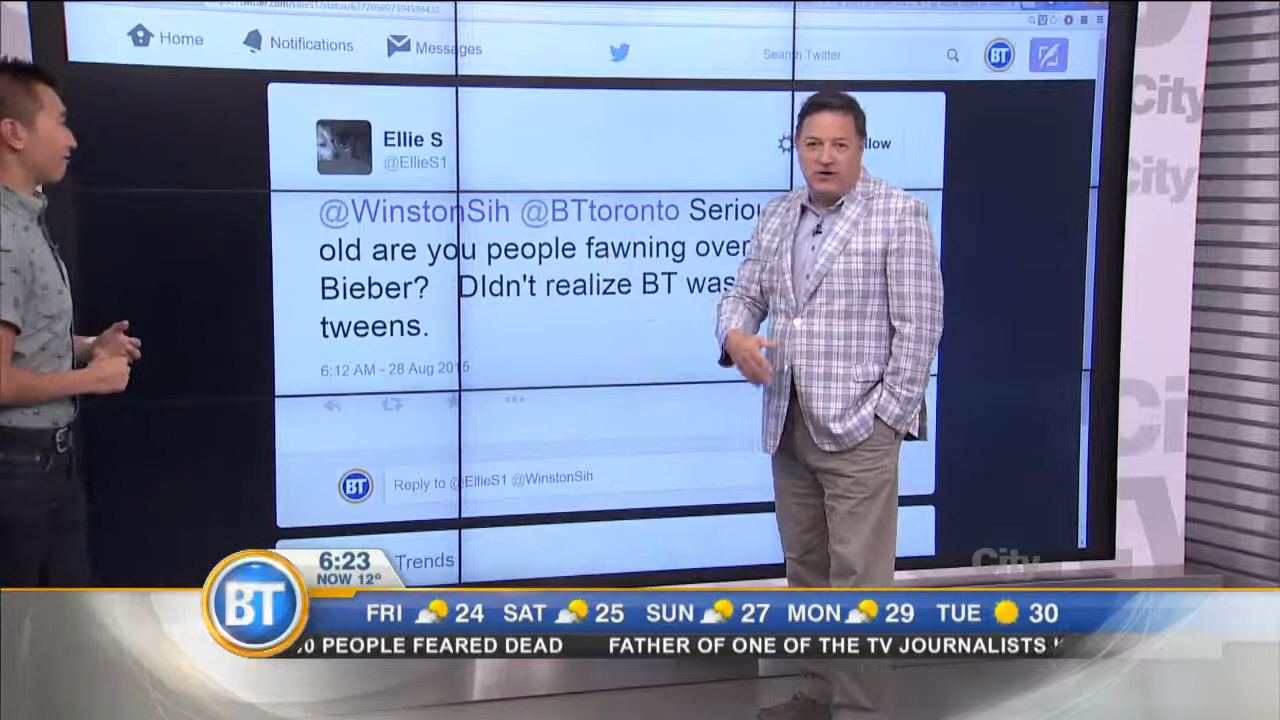 Home
Notifications
Messages
Search Twitter
BT
Ellie S
@EllieS1
@WinstonSih @BTtoronto
old are you people fawning over
Bieber? DIdn't realize BT was
tweens.
6:12 AM - 28 Aug 2015
BT
Reply to @EllieS1 @WinstonSih
Trends
City
City
City
6:23
NOW 12°
BT
FRI 24 SAT 25 SUN 27 MON 29 TUE 30
0 PEOPLE FEARED DEAD FATHER OF ONE OF THE TV JOURNALISTS